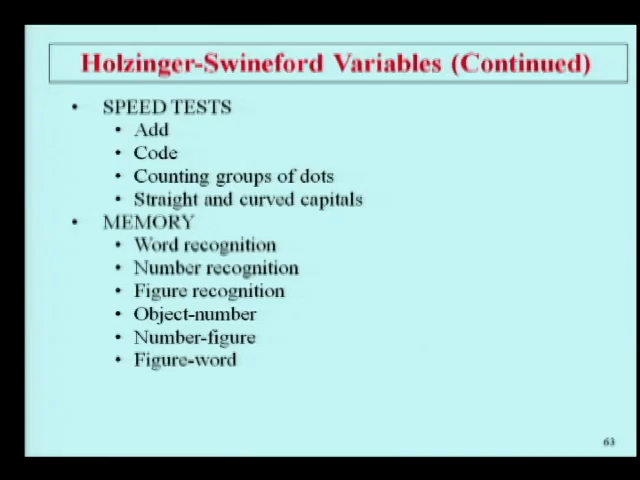 Holzinger-Swineford Variables (Continued)
• SPEED TESTS
• Add
• Code
• Counting groups of dots
• Straight and curved capitals
• MEMORY
• Word recognition
• Number recognition
• Figure recognition
• Object-number
• Number-figure
• Figure-word
63